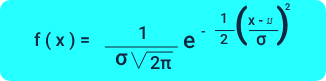 f ( x ) = 1 / σ√2π e - 1/2 ( x - μ / σ )²